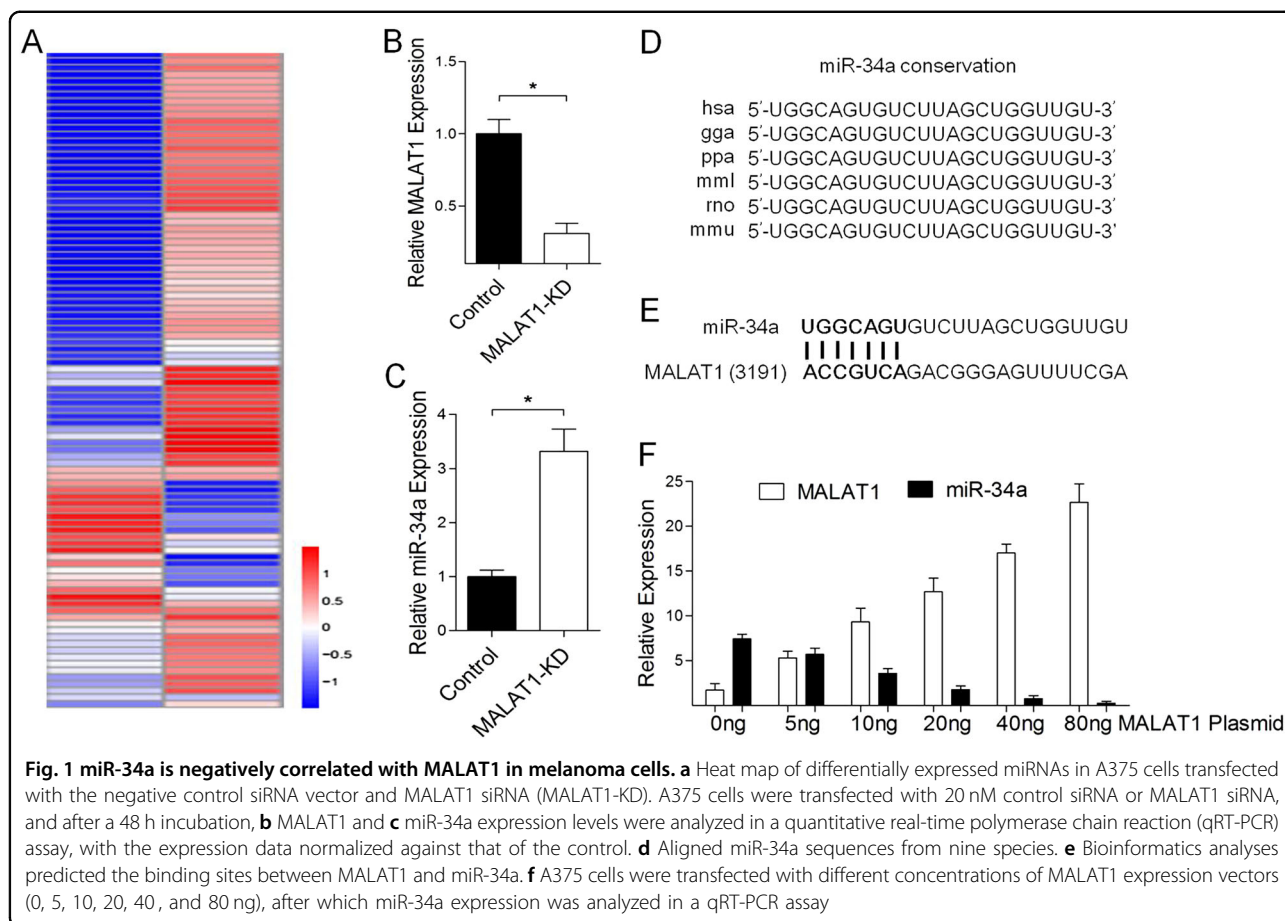 A
1
0.5
0
−0.5
−1
B
Relative MALAT1 Expression
1.5
1.0
0.5
*
Control
MALAT1-KD
C
Relative miR-34a Expression
4
3
2
1
0
*
Control
MALAT1-KD
D
miR-34a conservation
hsa 5′-UGGCAGUGUCUUAGCUGGUUGU-3′
gga 5′-UGGCAGUGUCUUAGCUGGUUGU-3′
ppa 5′-UGGCAGUGUCUUAGCUGGUUGU-3′
mml 5′-UGGCAGUGUCUUAGCUGGUUGU-3′
rno 5′-UGGCAGUGUCUUAGCUGGUUGU-3′
mmu 5′-UGGCAGUGUCUUAGCUGGUUGU-3'
E
miR-34a UGGCAGUGUCUUAGCUGGUUGU
MALAT1 (3191) ACCGUCAGACGGGAGUUUUCGA
F
MALAT1 miR-34a
Relative Expression
25
20
15
10
5
0ng 5ng 10ng 20ng 40ng 80ng MALAT1 Plasmid
Fig. 1 miR-34a is negatively correlated with MALAT1 in melanoma cells. a Heat map of differentially expressed miRNAs in A375 cells transfected
with the negative control siRNA vector and MALAT1 siRNA (MALAT1-KD). A375 cells were transfected with 20 nM control siRNA or MALAT1 siRNA,
and after a 48 h incubation, b MALAT1 and c miR-34a expression levels were analyzed in a quantitative real-time polymerase chain reaction (qRT-PCR)
assay, with the expression data normalized against that of the control. d Aligned miR-34a sequences from nine species. e Bioinformatics analyses
predicted the binding sites between MALAT1 and miR-34a. f A375 cells were transfected with different concentrations of MALAT1 expression vectors
(0, 5, 10, 20, 40 , and 80 ng), after which miR-34a expression was analyzed in a qRT-PCR assay